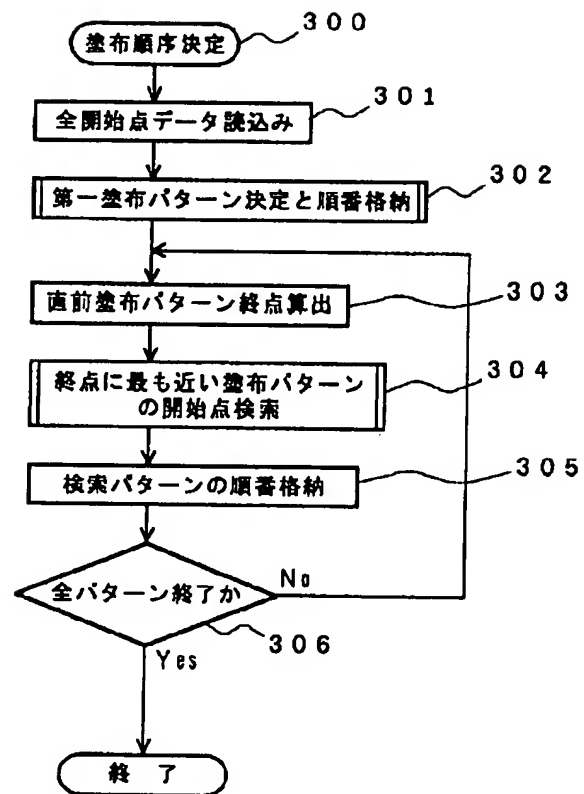 塗布順序決定
300
全開始点データ読込み
301
第一塗布パターン決定と順番格納
302
直前塗布パターン終点算出
303
終点に最も近い塗布パターン
の開始点検索
304
検索パターンの順番格納
305
全パターン終了か
No
306
Yes
終 了